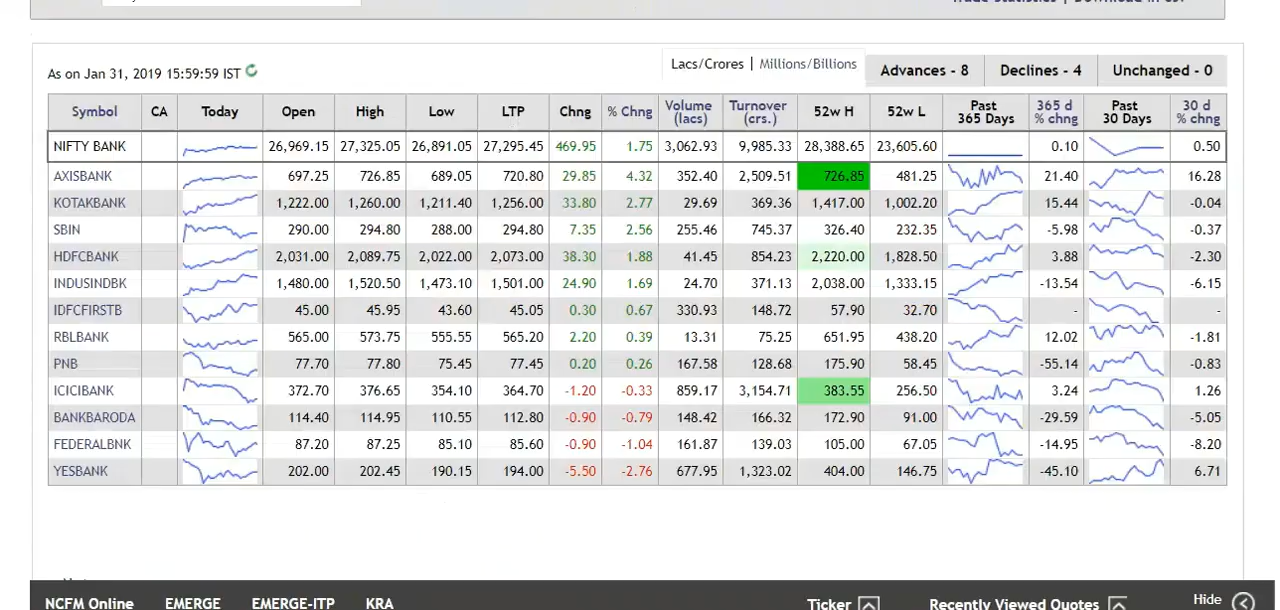 As on Jan 31, 2019 15:59:59 IST
Lacs/Crores | Millions/Billions Advances - 8 Declines - 4 Unchanged - 0
Symbol CA Today Open High Low LTP Chng % Chng Volume (lacs) Turnover (crs.) 52w H 52w L Past 365 Days 365 d % chng Past 30 Days 30 d % chng
NIFTY BANK 26,969.15 27,325.05 26,891.05 27,295.45 469.95 1.75 3,062.93 9,985.33 28,388.65 23,605.60 0.10 0.50
AXISBANK 697.25 726.85 689.05 720.80 29.85 4.32 352.40 2,509.51 726.85 481.25 21.40 16.28
KOTAKBANK 1,222.00 1,260.00 1,211.40 1,256.00 33.80 2.77 29.69 369.36 1,417.00 1,002.20 15.44 -0.04
SBIN 290.00 294.80 288.00 294.80 7.35 2.56 255.46 745.37 326.40 232.35 -5.98 -0.37
HDFCBANK 2,031.00 2,089.75 2,022.00 2,073.00 38.30 1.88 41.45 854.23 2,220.00 1,828.50 3.88 -2.30
INDUSINDBK 1,480.00 1,520.50 1,473.10 1,501.00 24.90 1.69 24.70 371.13 2,038.00 1,333.15 -13.54 -6.15
IDFCFIRSTB 45.00 45.95 43.60 45.05 0.30 0.67 330.93 148.72 57.90 32.70 - -
RBLBANK 565.00 573.75 555.55 565.20 2.20 0.39 13.31 75.25 651.95 438.20 12.02 -1.81
PNB 77.70 77.80 75.45 77.45 0.20 0.26 167.58 128.68 175.90 58.45 -55.14 -0.83
ICICIBANK 372.70 376.65 354.10 364.70 -1.20 -0.33 859.17 3,154.71 383.55 256.50 3.24 1.26
BANKBARODA 114.40 114.95 110.55 112.80 -0.90 -0.79 148.42 166.32 172.90 91.00 -29.59 -5.05
FEDERALBNK 87.20 87.25 85.10 85.60 -0.90 -1.04 161.87 139.03 105.00 67.05 -14.95 -8.20
YESBANK 202.00 202.45 190.15 194.00 -5.50 -2.76 677.95 1,323.02 404.00 146.75 -45.10 6.71
NCFM Online EMERGE EMERGE-ITP KRA Ticker Recently Viewed Quotes Hide